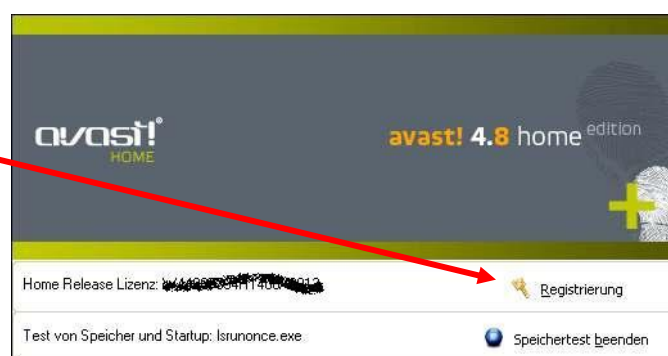 avast!®
HOME
avast! 4.8 home edition
Home Release Lizenz:
Registrierung
Test von Speicher und Startup: lsrunonce.exe
Speichertest beenden